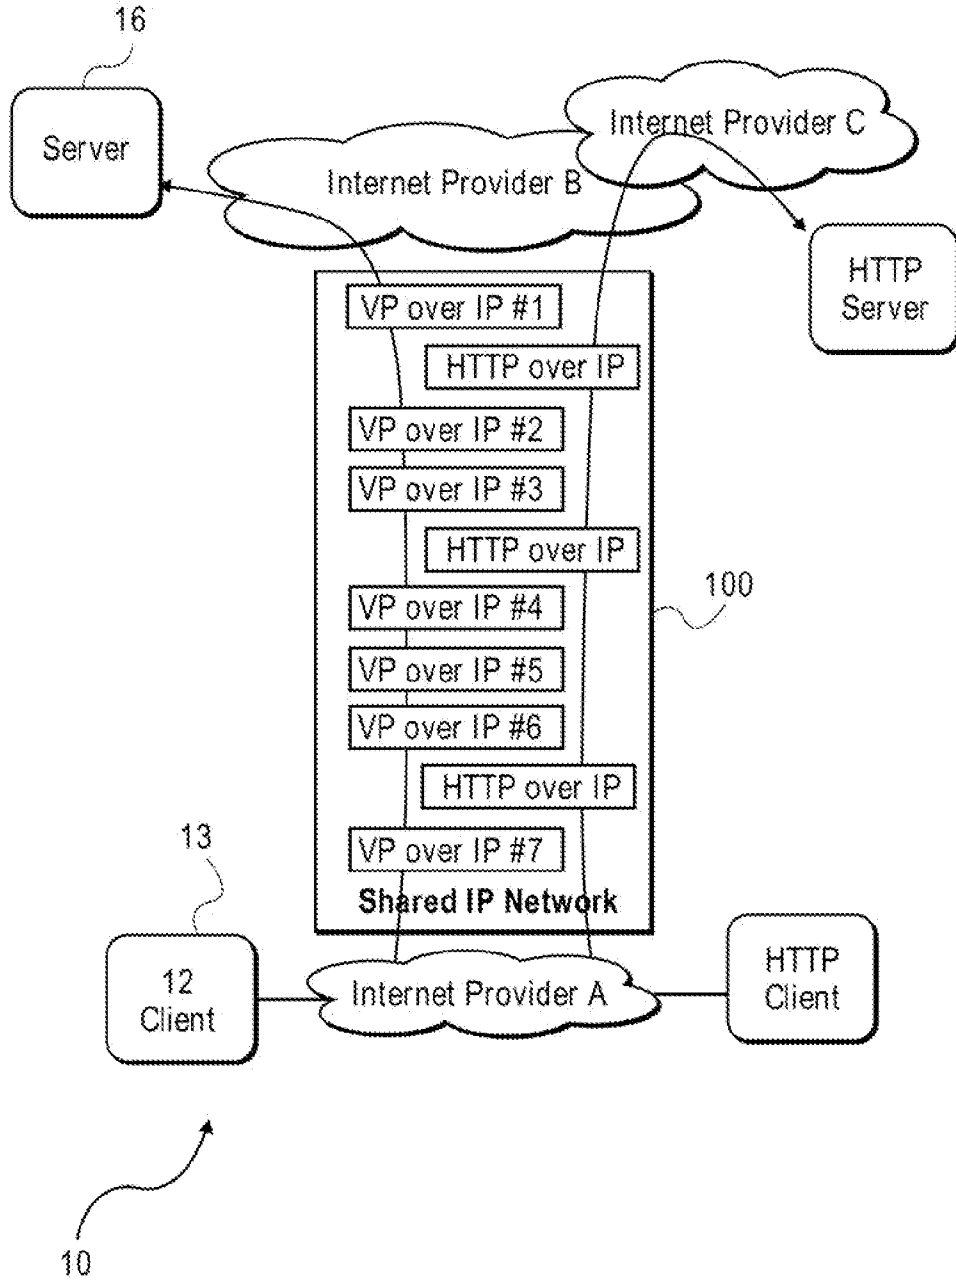 16
Server
Internet Provider B
Internet Provider C
HTTP
Server
VP over IP #1
HTTP over IP
VP over IP #2
VP over IP #3
HTTP over IP
100
VP over IP #4
VP over IP #5
VP over IP #6
HTTP over IP
13
VP over IP #7
Shared IP Network
12
Client
Internet Provider A
HTTP
Client
10